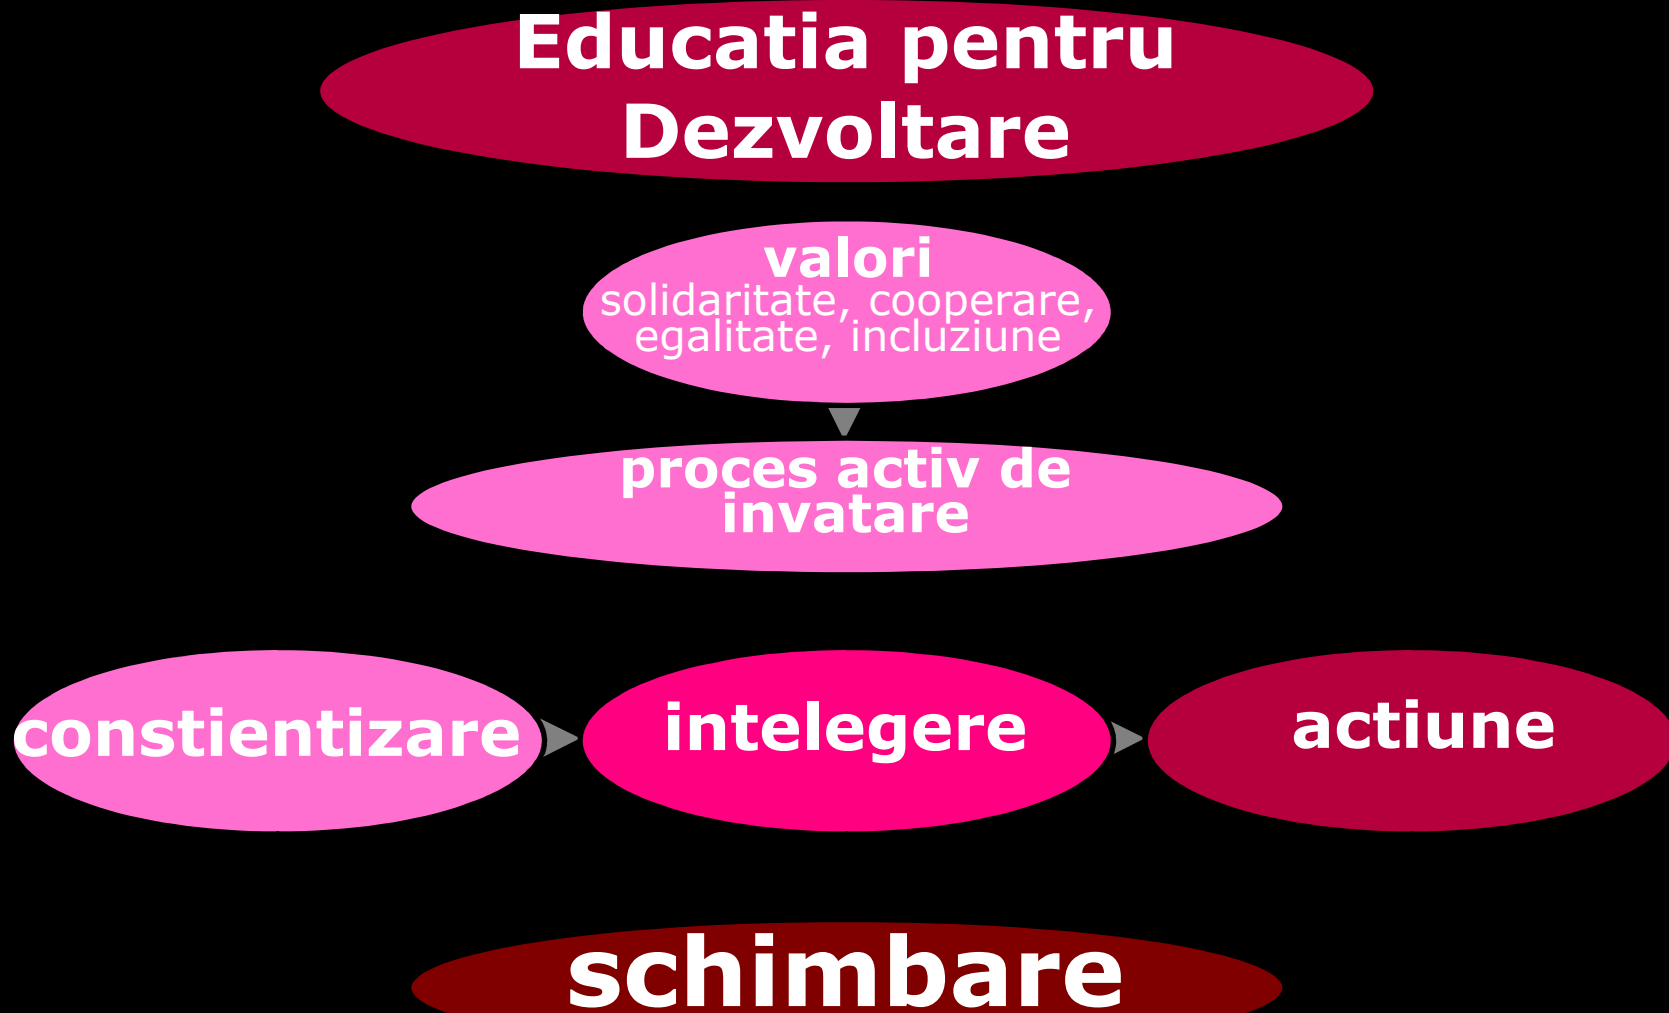 Educatia pentru
Dezvoltare
valori
solidaritate, cooperare,
egalitate, incluziune
proces activ de
invatare
constientizare
intelegere
actiune
schimbare